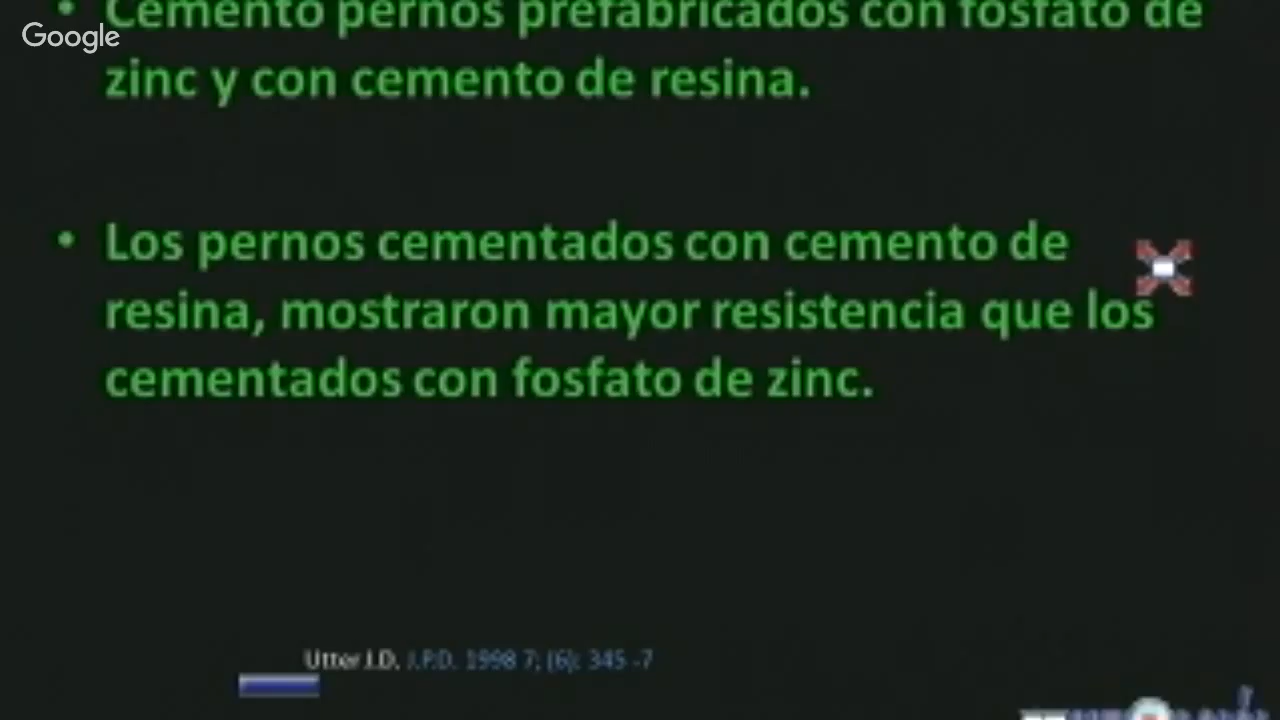 • Cemento pernos prefabricados con fosfato de
Google
zinc y con cemento de resina.
• Los pernos cementados con cemento de
resina, mostraron mayor resistencia que los
cementados con fosfato de zinc.
Utter J.D. J.P.D. 1998 7; (6): 345 -7